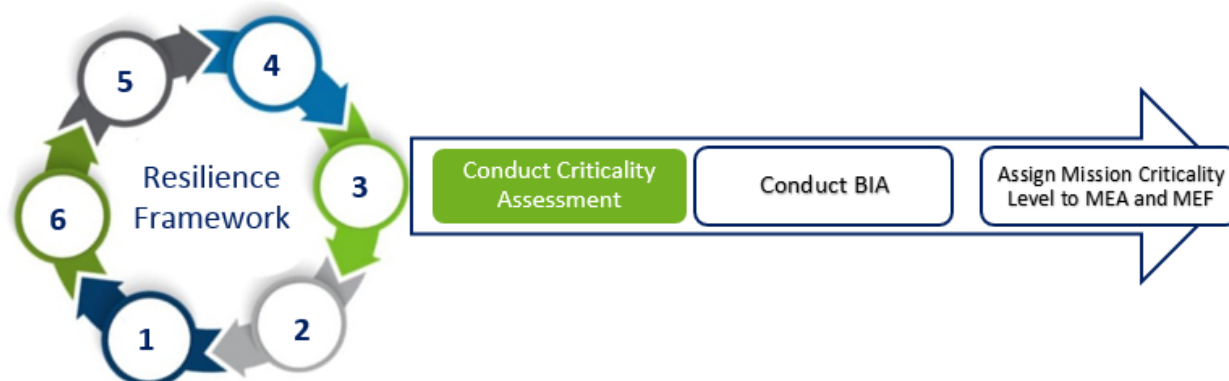 5
4
3
2
1
6
Resilience
Framework
Conduct Criticality
Assessment
Conduct BIA
Assign Mission Criticality
Level to MEA and MEF